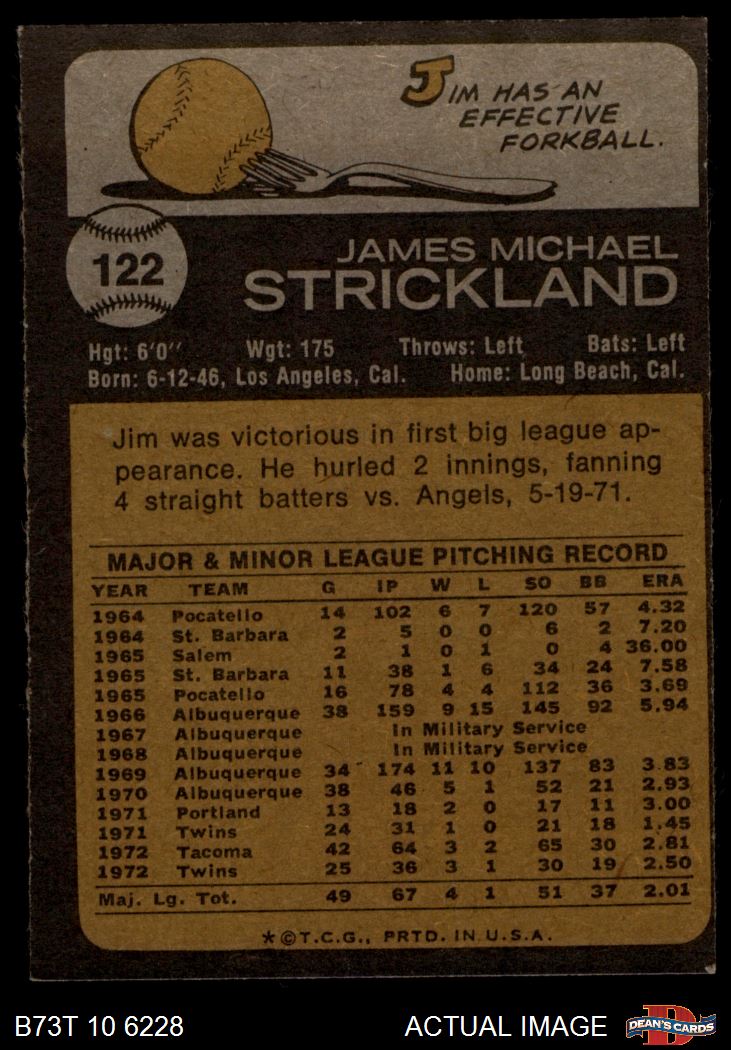 JIM HAS AN
EFFECTIVE
FORKBALL.
122
JAMES MICHAEL
STRICKLAND
Hgt: 6'0" Wgt: 175 Throws: Left Bats: Left
Born: 6-12-46, Los Angeles, Cal. Home: Long Beach, Cal.
Jim was victorious in first big league ap-
pearance. He hurled 2 innings, fanning
4 straight batters vs. Angels, 5-19-71.
MAJOR & MINOR LEAGUE PITCHING RECORD
YEAR TEAM G IP W L SO BB ERA
1964 Pocatello 14 102 6 7 120 57 4.32
1964 St. Barbara 2 5 0 0 6 2 7.20
1965 Salem 2 1 0 1 0 4 36.00
1965 St. Barbara 11 38 1 6 34 24 7.58
1965 Pocatello 16 78 4 4 112 36 3.69
1966 Albuquerque 38 159 9 15 145 92 5.94
1967 Albuquerque In Military Service
1968 Albuquerque In Military Service
1969 Albuquerque 34 174 11 10 137 83 3.83
1970 Albuquerque 38 46 5 1 52 21 2.93
1971 Portland 13 18 2 0 17 11 3.00
1971 Twins 24 31 1 0 21 18 1.45
1972 Tacoma 42 64 3 2 65 30 2.81
1972 Twins 25 36 3 1 30 19 2.50
Maj. Lg. Tot. 49 67 4 1 51 37 2.01
*©T.C.G., PRTD. IN U.S.A.
B73T 10 6228 ACTUAL IMAGE D DEAN'S CARDS